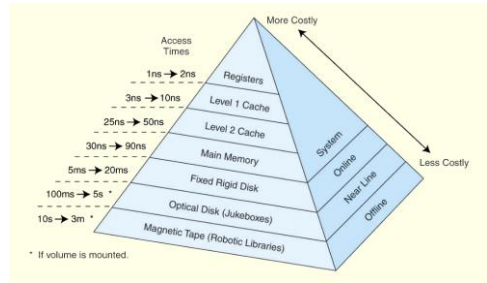 More Costly
Access
Times
1ns → 2ns
Registers
3ns → 10ns
Level 1 Cache
25ns → 50ns
Level 2 Cache
System
30ns → 90ns
Main Memory
Online
Less Costly
5ms → 20ms
Fixed Rigid Disk
Near Line
100ms → 5s *
Optical Disk (Jukeboxes)
Offline
10s → 3m *
Magnetic Tape (Robotic Libraries)
* If volume is mounted.